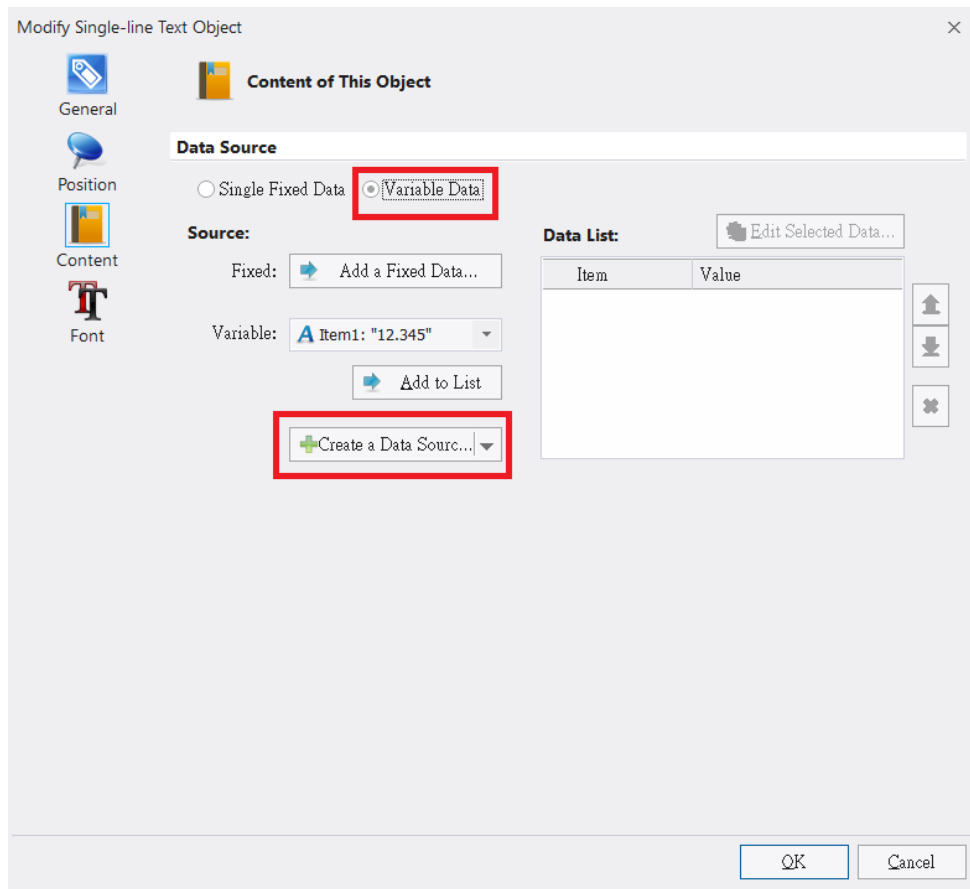 Modify Single-line Text Object
General
Content of This Object
Data Source
Position
Single Fixed Data
Variable Data
Source:
Data List:
Edit Selected Data...
Content
Fixed:
Add a Fixed Data...
Item
Value
Font
Variable:
A Item1: "12.345"
Add to List
Create a Data Sourc...
OK
Cancel